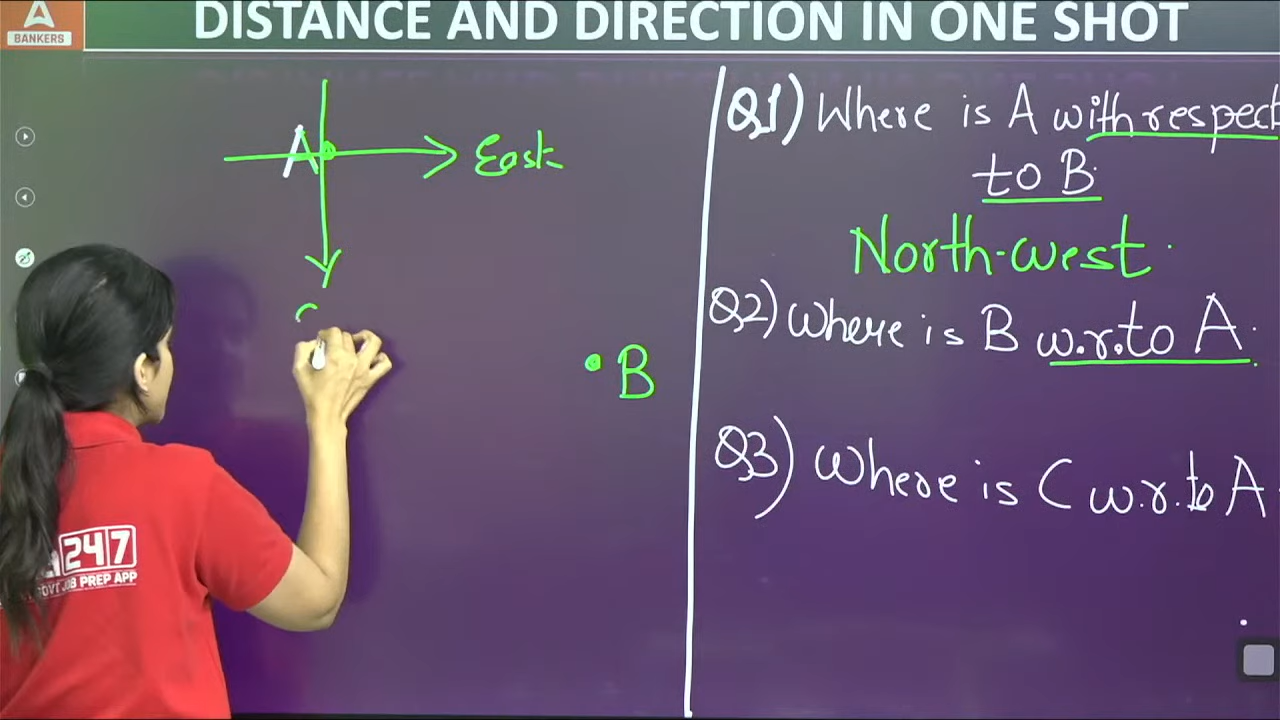 BANKERS
DISTANCE AND DIRECTION IN ONE SHOT
A
East
B
Q1) Where is A with respect
to B
North-west.
Q2) Where is B w.r.to A.
Q3) Where is C w.r.to A
247
JOB PREP APP